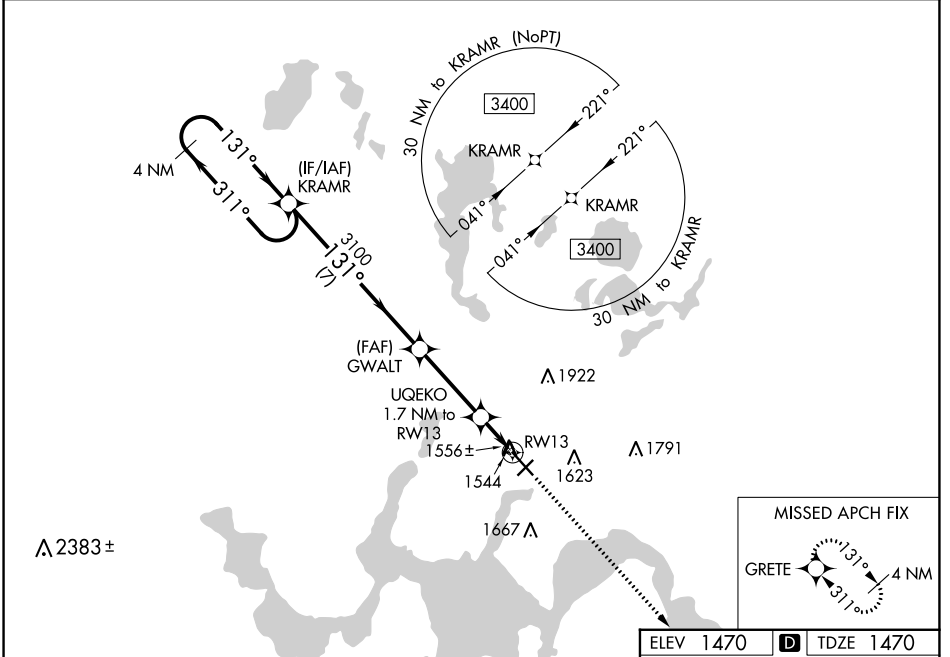 30 NM to KRAMR (NoPT)
3400
221°
KRAMR
041°
221°
KRAMR
041°
3400
30 NM to KRAMR
131°
4 NM
311°
(IF/IAF)
KRAMR
3100
131°
(7)
(FAF)
GWALT
1922
UQEKO
1.7 NM to
RW13
RW13
1556±
1544
1623
1791
1667
2383±
MISSED APCH FIX
GRETE
131°
4 NM
311°
ELEV 1470 D TDZE 1470